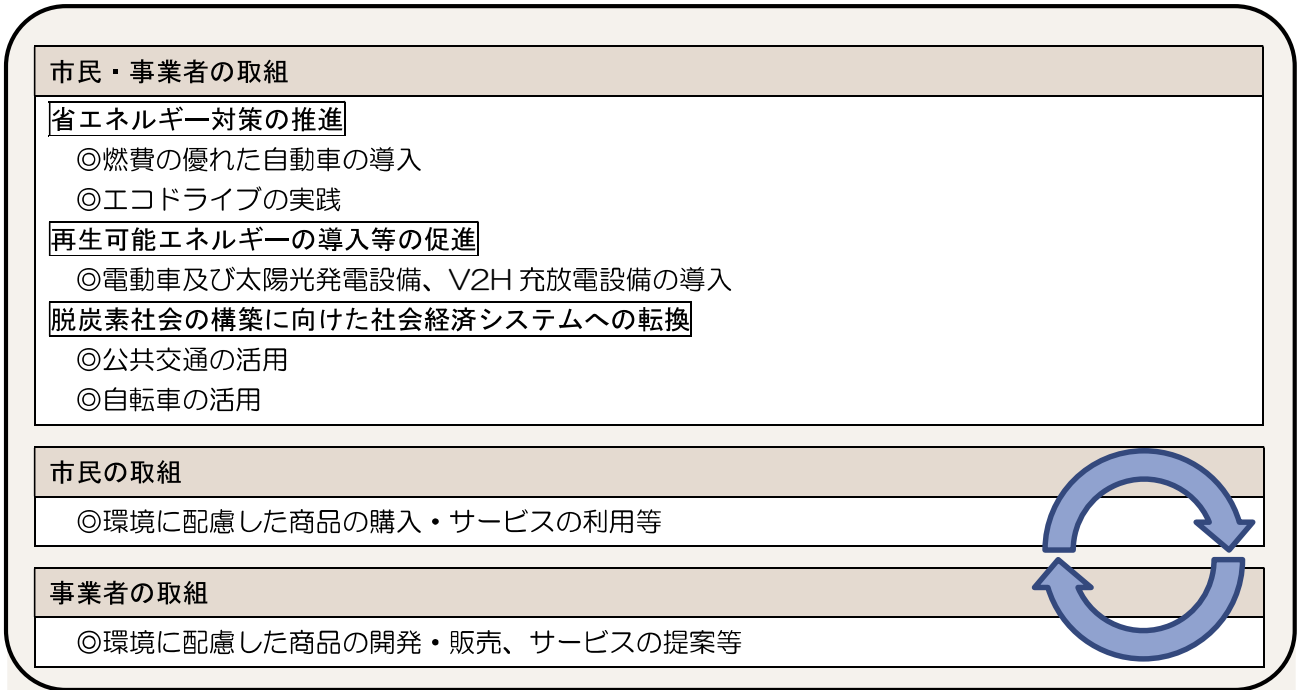 市民・事業者の取組
省エネルギー対策の推進
◎燃費の優れた自動車の導入
◎エコドライブの実践
再生可能エネルギーの導入等の促進
◎電動車及び太陽光発電設備、V2H 充放電設備の導入
脱炭素社会の構築に向けた社会経済システムへの転換
◎公共交通の活用
◎自転車の活用
市民の取組
◎環境に配慮した商品の購入・サービスの利用等
事業者の取組
◎環境に配慮した商品の開発・販売、サービスの提案等